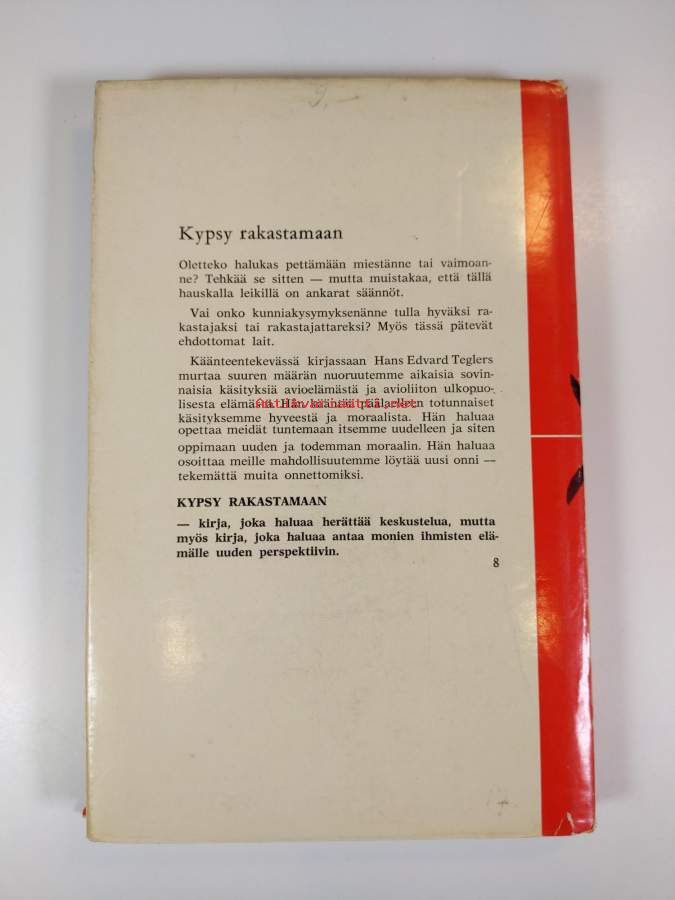 9,—
Kypsy rakastamaan
Oletteko halukas pettämään miestänne tai vaimoan-
ne? Tehkää se sitten — mutta muistakaa, että tällä
hauskalla leikillä on ankarat säännöt.
Vai onko kunniakysymyksenänne tulla hyväksi ra-
kastajaksi tai rakastajattareksi? Myös tässä pätevät
ehdottomat lait.
Käänteentekevässä kirjassaan Hans Edvard Teglers
murtaa suuren määrän nuoruutemme aikaisia sovin-
naisia käsityksiä avioelämästä ja avioliiton ulkopuo-
lisesta elämästä. Hän kääntää päälaelleen totunnaiset
käsityksemme hyveestä ja moraalista. Hän haluaa
opettaa meidät tuntemaan itsemme uudelleen ja siten
oppimaan uuden ja todemman moraalin. Hän haluaa
osoittaa meille mahdollisuutemme löytää uusi onni —
tekemättä muita onnettomiksi.
KYPSY RAKASTAMAAN
— kirja, joka haluaa herättää keskustelua, mutta
myös kirja, joka haluaa antaa monien ihmisten elä-
mälle uuden perspektiivin.
8